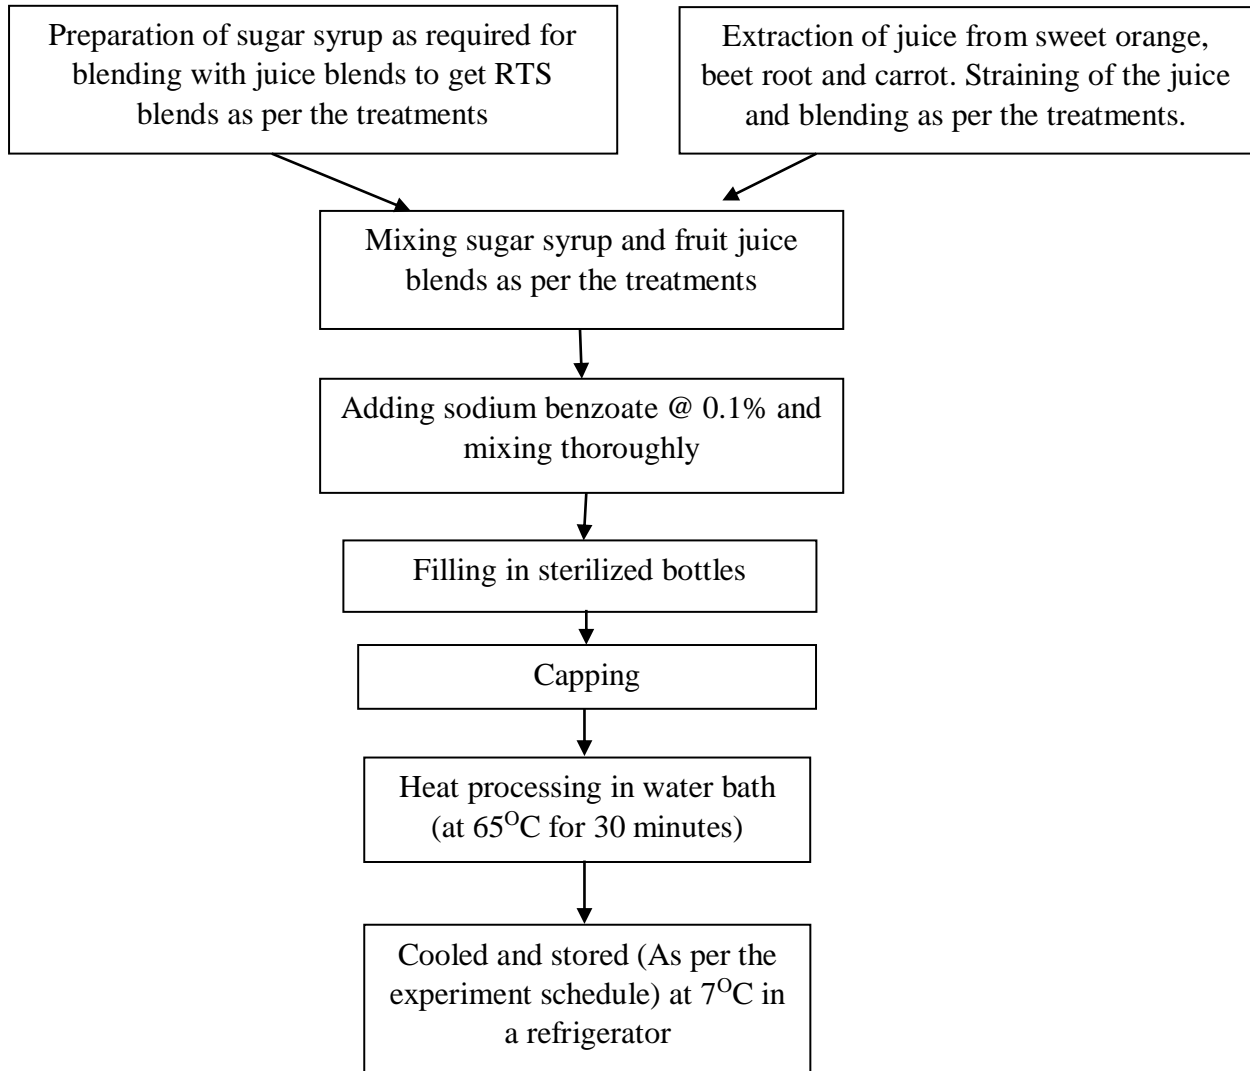 Preparation of sugar syrup as required for
blending with juice blends to get RTS
blends as per the treatments
Extraction of juice from sweet orange,
beet root and carrot. Straining of the juice
and blending as per the treatments.
Mixing sugar syrup and fruit juice
blends as per the treatments
Adding sodium benzoate @ 0.1% and
mixing thoroughly
Filling in sterilized bottles
Capping
Heat processing in water bath
(at 65ᴼC for 30 minutes)
Cooled and stored (As per the
experiment schedule) at 7ᴼC in
a refrigerator